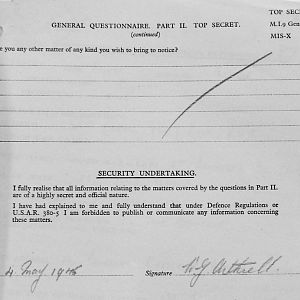 TOP SEC
GENERAL QUESTIONNAIRE. PART II. TOP SECRET.
(continued)
M.I.9 Gen
MIS-X
e you any other matter of any kind you wish to bring to notice?
SECURITY UNDERTAKING.
I fully realise that all information relating to the matters covered by the questions in Part II.
are of a highly secret and official nature.
I have had explained to me and fully understand that under Defence Regulations or
U.S.A.R. 380-5 I am forbidden to publish or communicate any information concerning
these matters.
4 May 1945
Signature